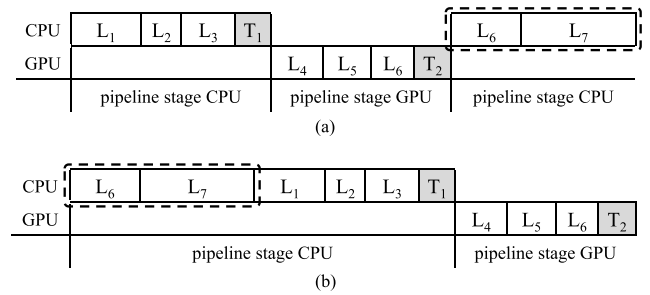 CPU L₁ L₂ L₃ T₁ L₆ L₇
GPU L₄ L₅ L₆ T₂
pipeline stage CPU pipeline stage GPU pipeline stage CPU
(a)
CPU L₆ L₇ L₁ L₂ L₃ T₁
GPU L₄ L₅ L₆ T₂
pipeline stage CPU pipeline stage GPU
(b)